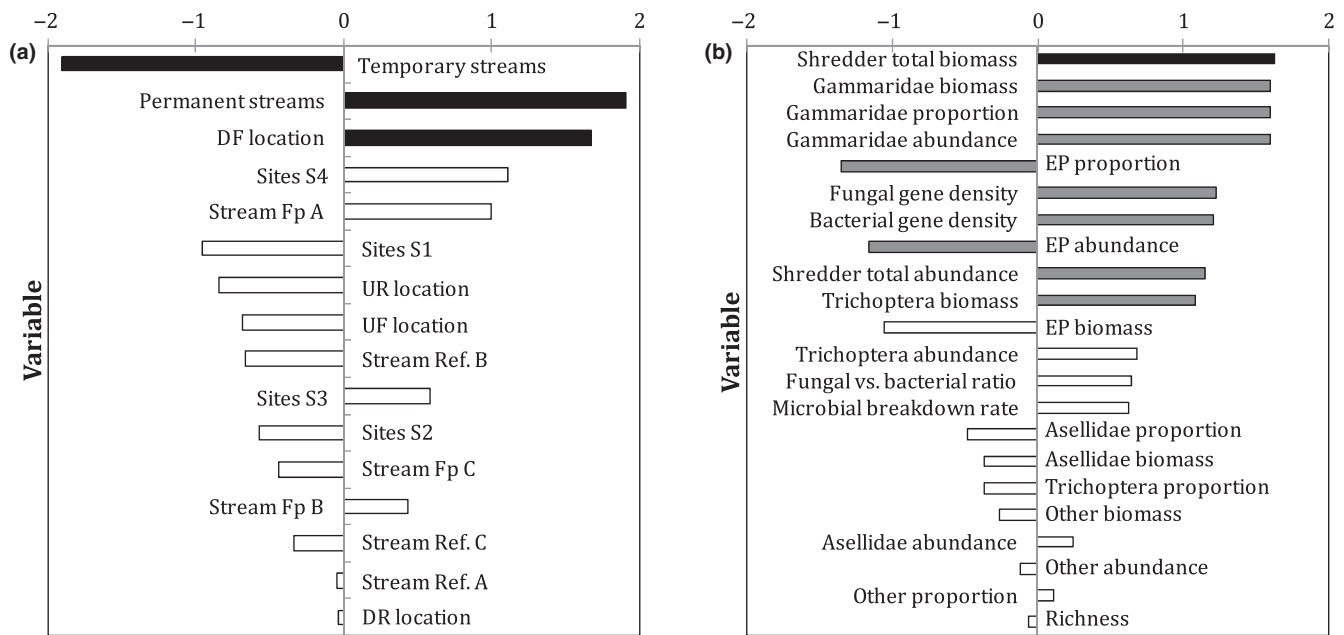 −2 −1 0 1 2
(a)
Temporary streams
Permanent streams
DF location
Sites S4
Stream Fp A
Sites S1
UR location
UF location
Stream Ref. B
Sites S3
Sites S2
Stream Fp C
Stream Fp B
Stream Ref. C
Stream Ref. A
DR location
Variable
−2 −1 0 1 2
(b)
Shredder total biomass
Gammaridae biomass
Gammaridae proportion
Gammaridae abundance
EP proportion
Fungal gene density
Bacterial gene density
EP abundance
Shredder total abundance
Trichoptera biomass
EP biomass
Trichoptera abundance
Fungal vs. bacterial ratio
Microbial breakdown rate
Asellidae proportion
Asellidae biomass
Trichoptera proportion
Other biomass
Asellidae abundance
Other abundance
Other proportion
Richness
Variable